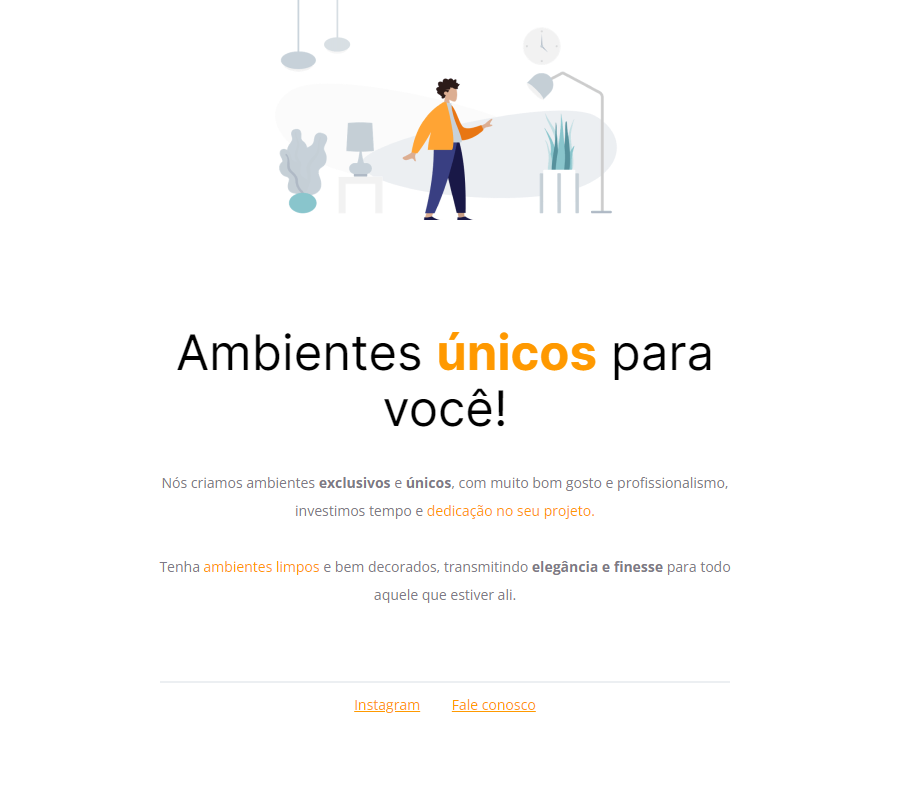 Ambientes únicos para
você!
Nós criamos ambientes exclusivos e únicos, com muito bom gosto e profissionalismo,
investimos tempo e dedicação no seu projeto.
Tenha ambientes limpos e bem decorados, transmitindo elegância e finesse para todo
aquele que estiver ali.
Instagram Fale conosco